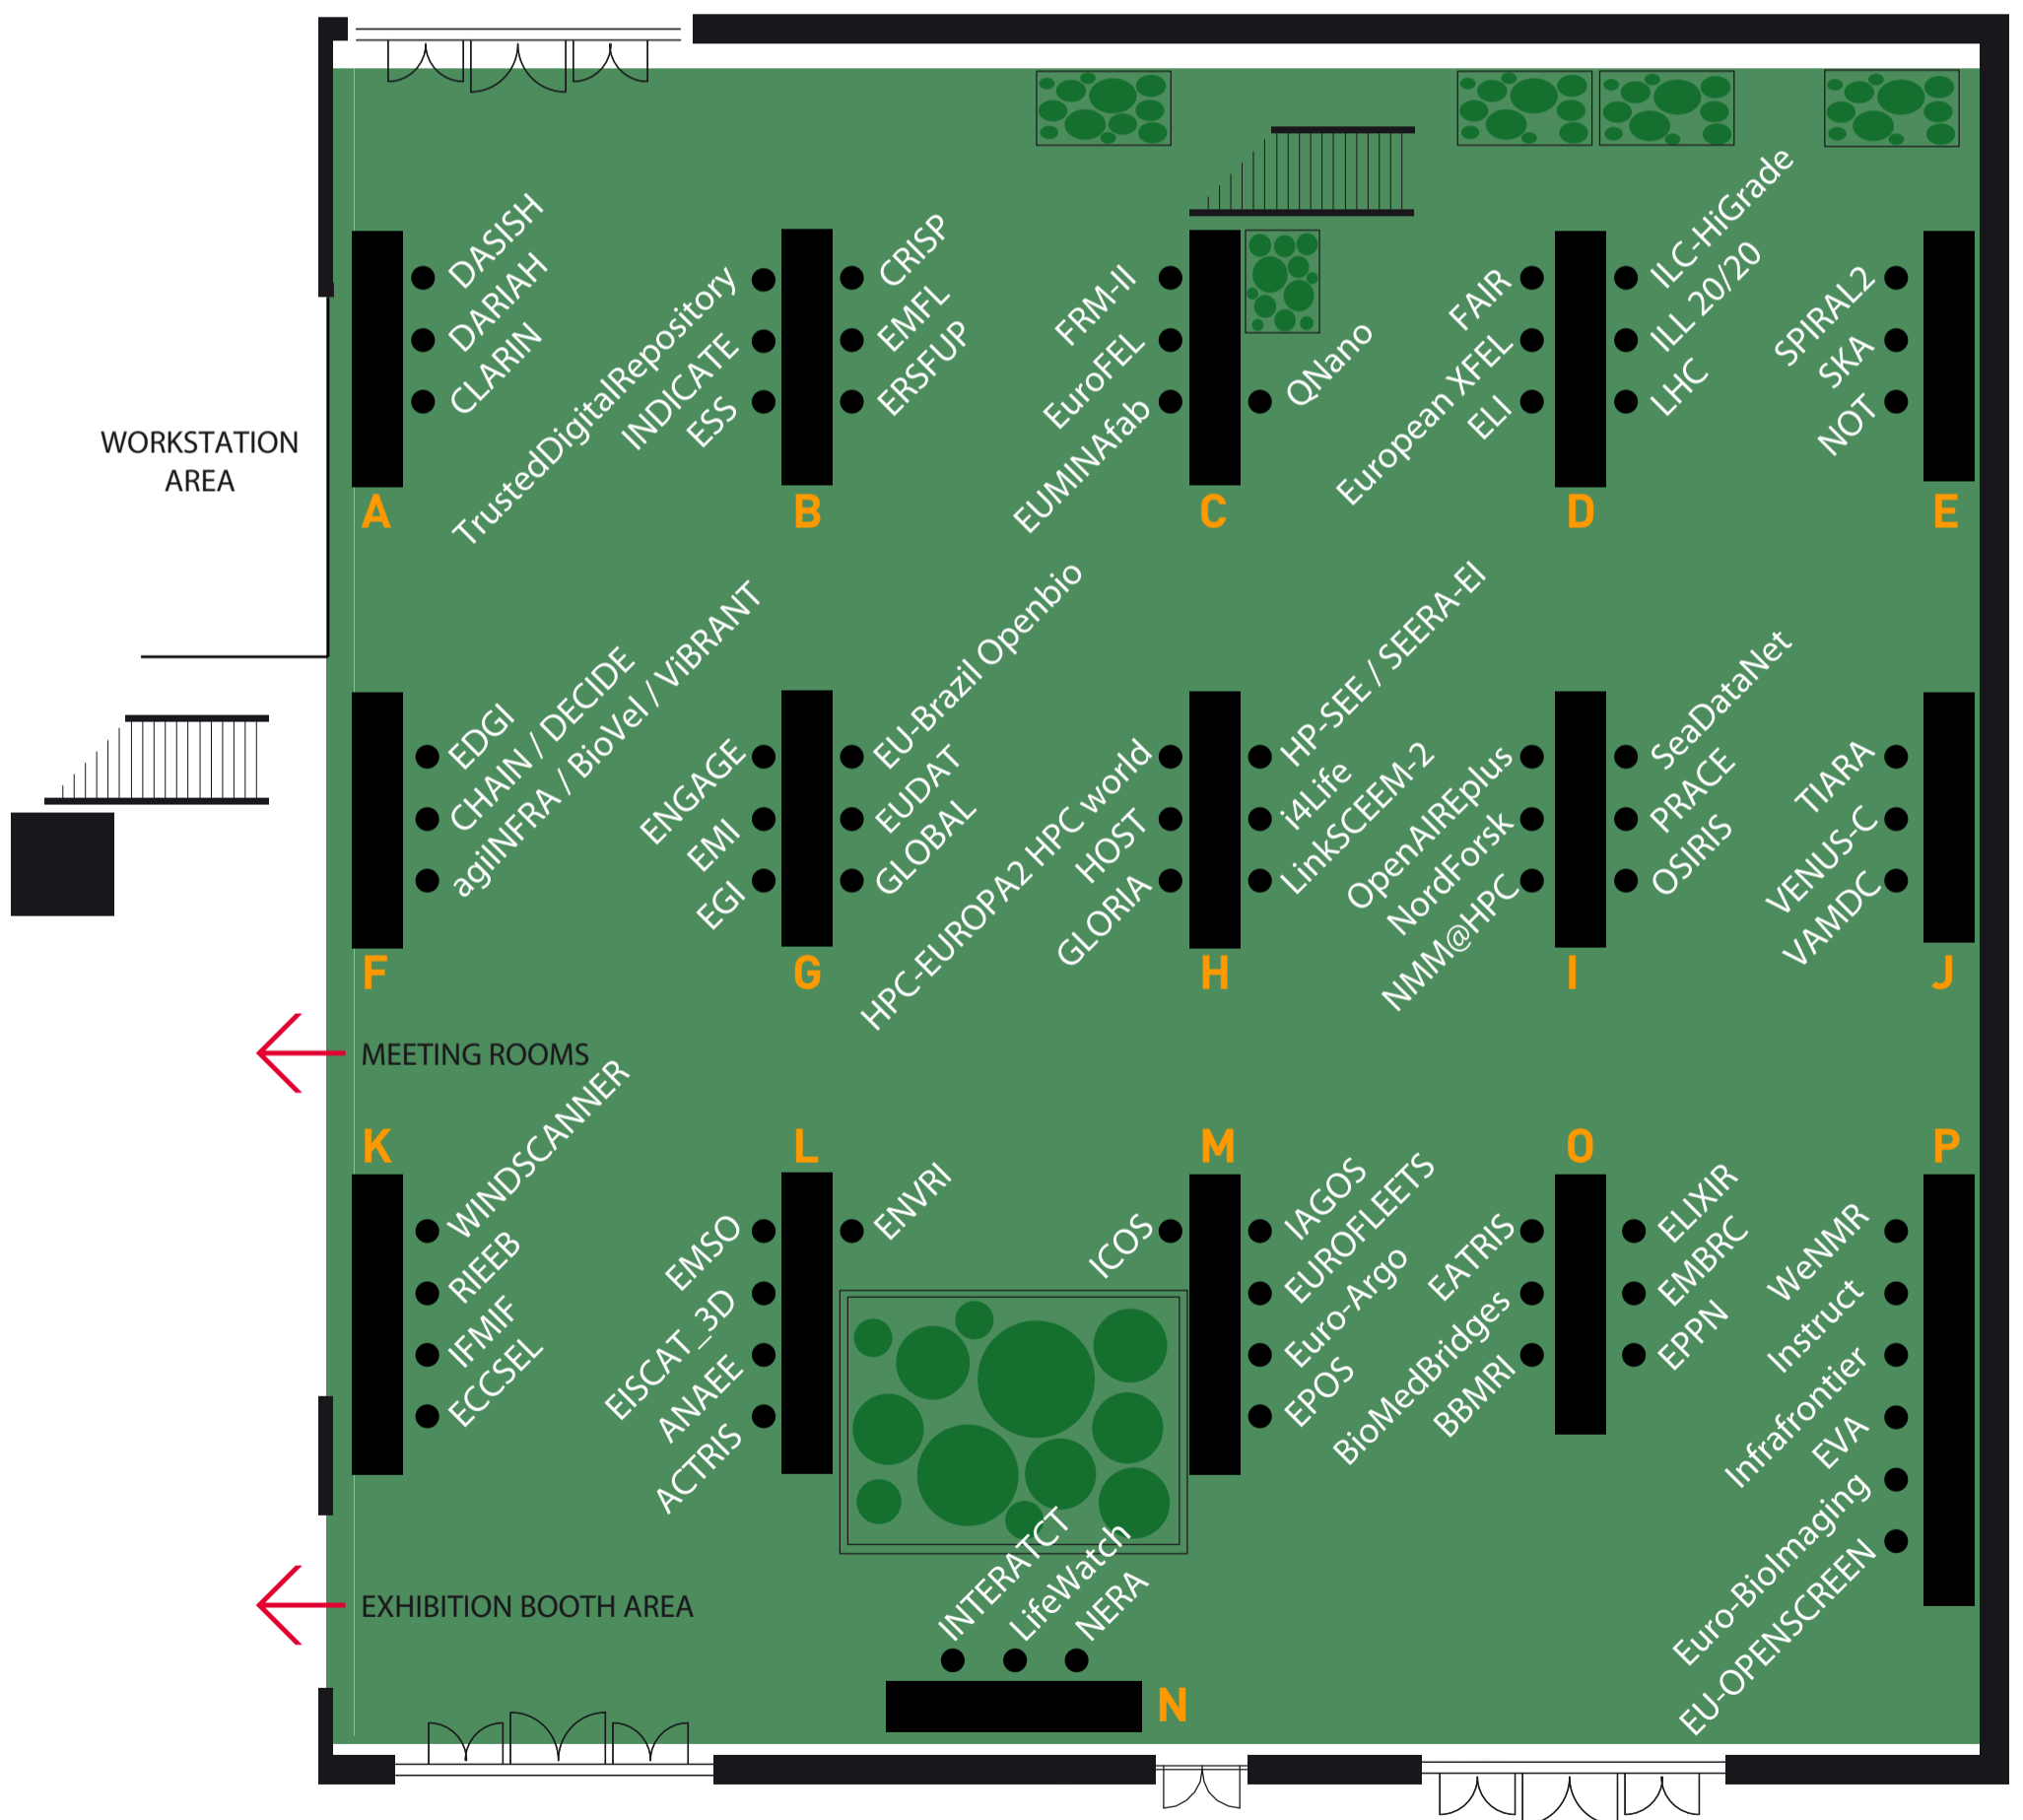 WORKSTATION
AREA
DASISH
DARIAH
CLARIN
A
TrustedDigitalRepository
INDICATE
ESS
B
CRISP
EMFL
ERSFUP
FRM-II
EuroFEL
EUMINAfab
C
QNano
FAIR
European XFEL
ELI
D
ILC-HiGrade
ILL 20/20
LHC
SPIRAL2
SKA
NOT
E
EDGI
CHAIN / DECIDE
agiINFRA / BioVel / ViBRANT
F
ENGAGE
EMI
EGI
G
EU-Brazil Openbio
EUDAT
GLOBAL
HPC-EUROPA2 HPC world
HOST
GLORIA
H
HP-SEE / SEERA-EI
i4Life
LinkSCEEM-2
OpenAIREplus
NordForsk
NMM@HPC
I
SeaDataNet
PRACE
OSIRIS
TIARA
VENUS-C
VAMDC
J
MEETING ROOMS
K
WINDSCANNER
RIEEB
IFMIF
ECCSEL
L
EMSO
EISCAT_3D
ANAEE
ACTRIS
ENVRI
M
ICOS
IAGOS
EUROFLEETS
Euro-Argo
EPOS
O
EATRIS
BioMedBridges
BBMRI
ELIXIR
EMBRC
EPPN
P
WeNMR
Instruct
Infrafrontier
EVA
Euro-BioImaging
EU-OPENSCREEN
EXHIBITION BOOTH AREA
INTERATCT
LifeWatch
NERA
N